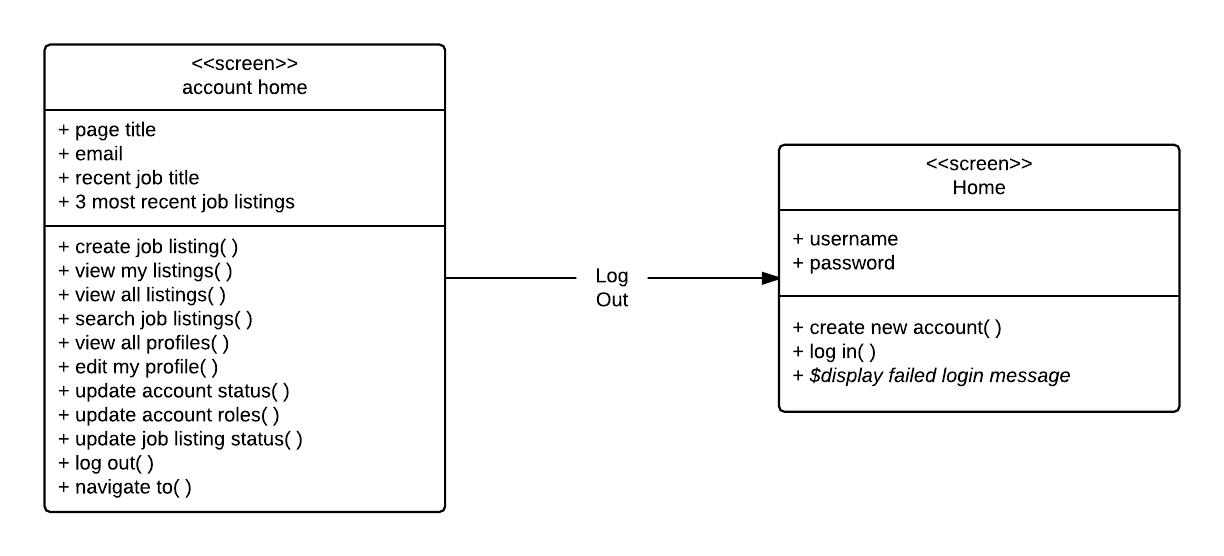 <<screen>>
account home
+ page title
+ email
+ recent job title
+ 3 most recent job listings
+ create job listing( )
+ view my listings( )
+ view all listings( )
+ search job listings( )
+ view all profiles( )
+ edit my profile( )
+ update account status( )
+ update account roles( )
+ update job listing status( )
+ log out( )
+ navigate to( )
Log
Out
<<screen>>
Home
+ username
+ password
+ create new account( )
+ log in( )
+ $display failed login message